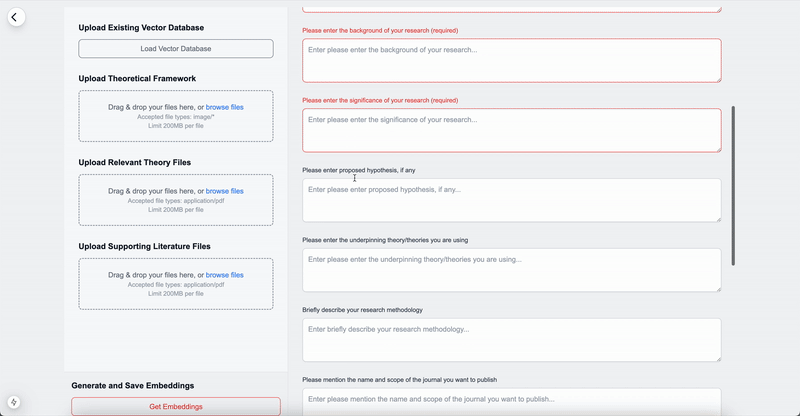 Upload Existing Vector Database
Load Vector Database
Upload Theoretical Framework
Drag & drop your files here, or browse files
Accepted file types: image/*
Limit 200MB per file
Upload Relevant Theory Files
Drag & drop your files here, or browse files
Accepted file types: application/pdf
Limit 200MB per file
Upload Supporting Literature Files
Drag & drop your files here, or browse files
Accepted file types: application/pdf
Limit 200MB per file
Generate and Save Embeddings
Get Embeddings
Please enter the background of your research (required)
Enter please enter the background of your research...
Please enter the significance of your research (required)
Enter please enter the significance of your research...
Please enter proposed hypothesis, if any
Enter please enter proposed hypothesis, if any...
Please enter the underpinning theory/theories you are using
Enter please enter the underpinning theory/theories you are using...
Briefly describe your research methodology
Enter briefly describe your research methodology...
Please mention the name and scope of the journal you want to publish
Enter please mention the name and scope of the journal you want to publish...